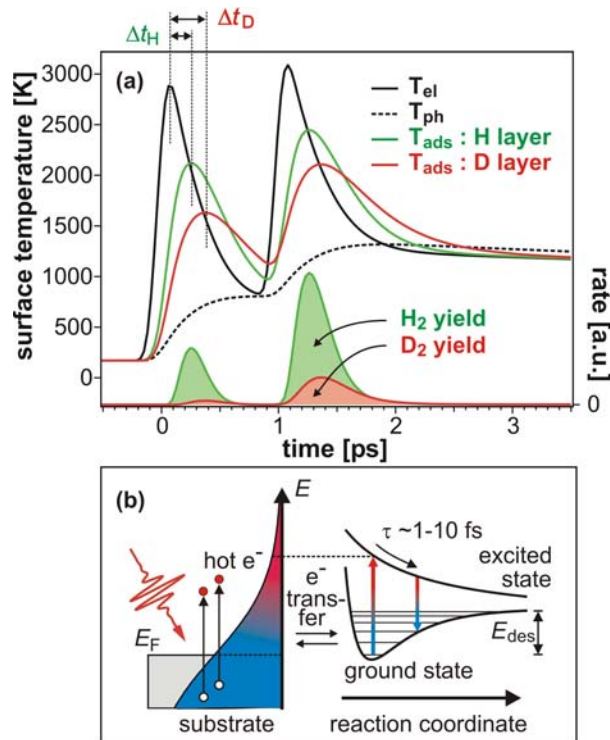 Δt_D
Δt_H
(a)
T_el
T_ph
T_ads : H layer
T_ads : D layer
surface temperature [K]
3000
2500
2000
1500
1000
500
0
H₂ yield
D₂ yield
rate [a.u.]
0
0 1 2 3
time [ps]
(b)
E
τ ~1-10 fs
hot e⁻
excited
state
e⁻
trans-
fer
E_F
E_des
ground state
substrate
reaction coordinate